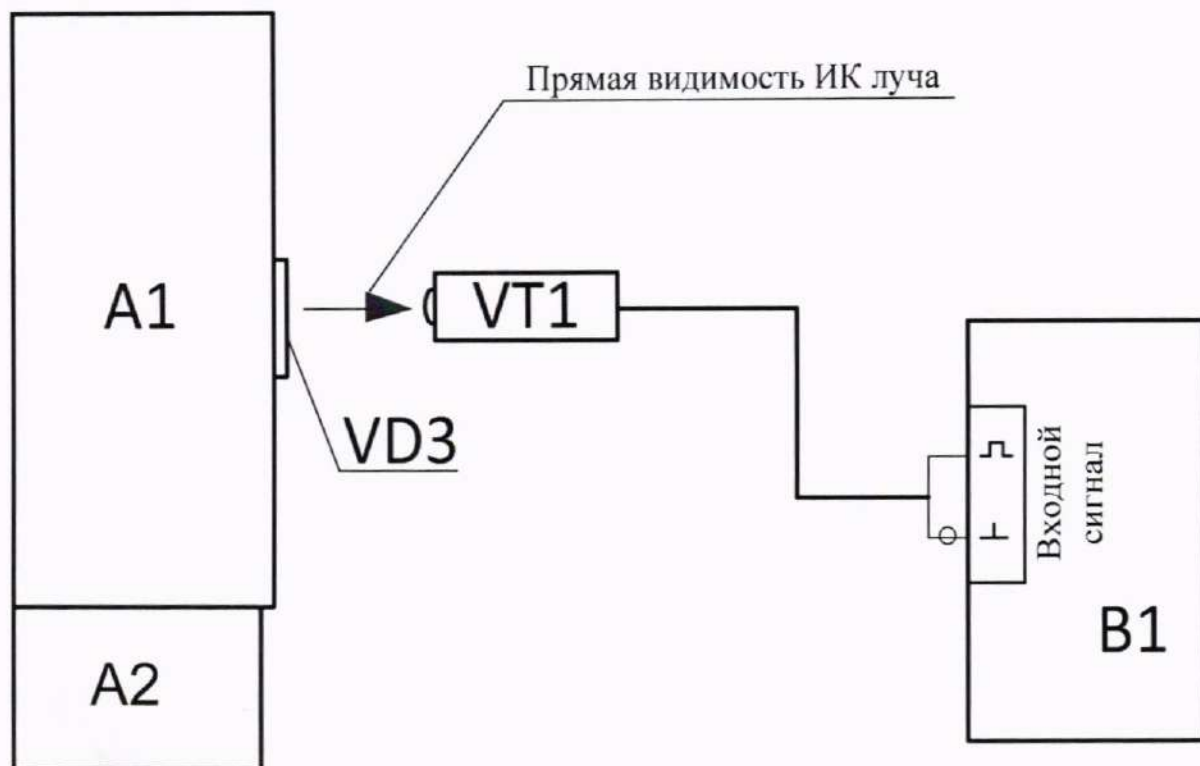 Прямая видимость ИК луча
A1
VT1
VD3
Входной
сигнал
B1
A2